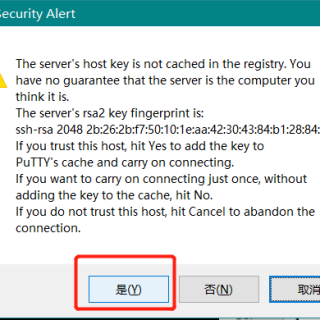 Security Alert
The server's host key is not cached in the registry. You
have no guarantee that the server is the computer you
think it is.
The server's rsa2 key fingerprint is:
ssh-rsa 2048 2b:26:2b:f7:50:10:1e:aa:42:30:43:84:b1:28:84:
If you trust this host, hit Yes to add the key to
PuTTY's cache and carry on connecting.
If you want to carry on connecting just once, without
adding the key to the cache, hit No.
If you do not trust this host, hit Cancel to abandon the
connection.
是(Y) 否(N) 取消